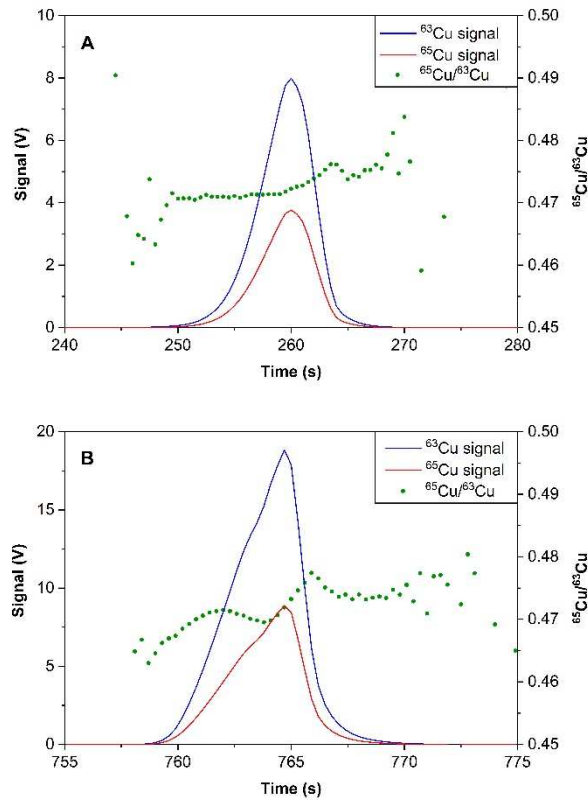 A
⁶³Cu signal
⁶⁵Cu signal
⁶⁵Cu/⁶³Cu
10
8
6
4
2
0
Signal (V)
0.50
0.49
0.48
0.47
0.46
0.45
⁶⁵Cu/⁶³Cu
240 250 260 270 280
Time (s)
B
⁶³Cu signal
⁶⁵Cu signal
⁶⁵Cu/⁶³Cu
20
15
10
5
0
Signal (V)
0.50
0.49
0.48
0.47
0.46
0.45
⁶⁵Cu/⁶³Cu
755 760 765 770 775
Time (s)